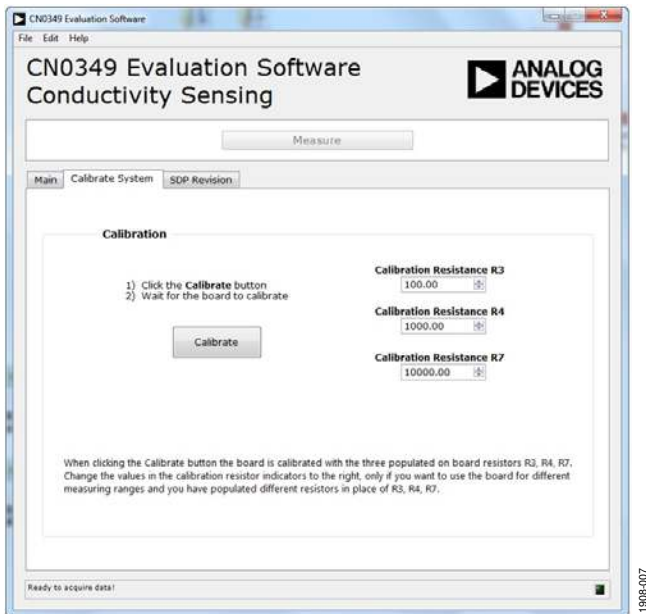 CN0349 Evaluation Software
File Edit Help
CN0349 Evaluation Software
Conductivity Sensing
ANALOG
DEVICES
Measure
Main Calibrate System SDP Revision
Calibration
1) Click the Calibrate button
2) Wait for the board to calibrate
Calibrate
Calibration Resistance R3
100.00
Calibration Resistance R4
1000.00
Calibration Resistance R7
10000.00
When clicking the Calibrate button the board is calibrated with the three populated on board resistors R3, R4, R7.
Change the values in the calibration resistor indicators to the right, only if you want to use the board for different
measuring ranges and you have populated different resistors in place of R3, R4, R7.
Ready to acquire data!
1908-007